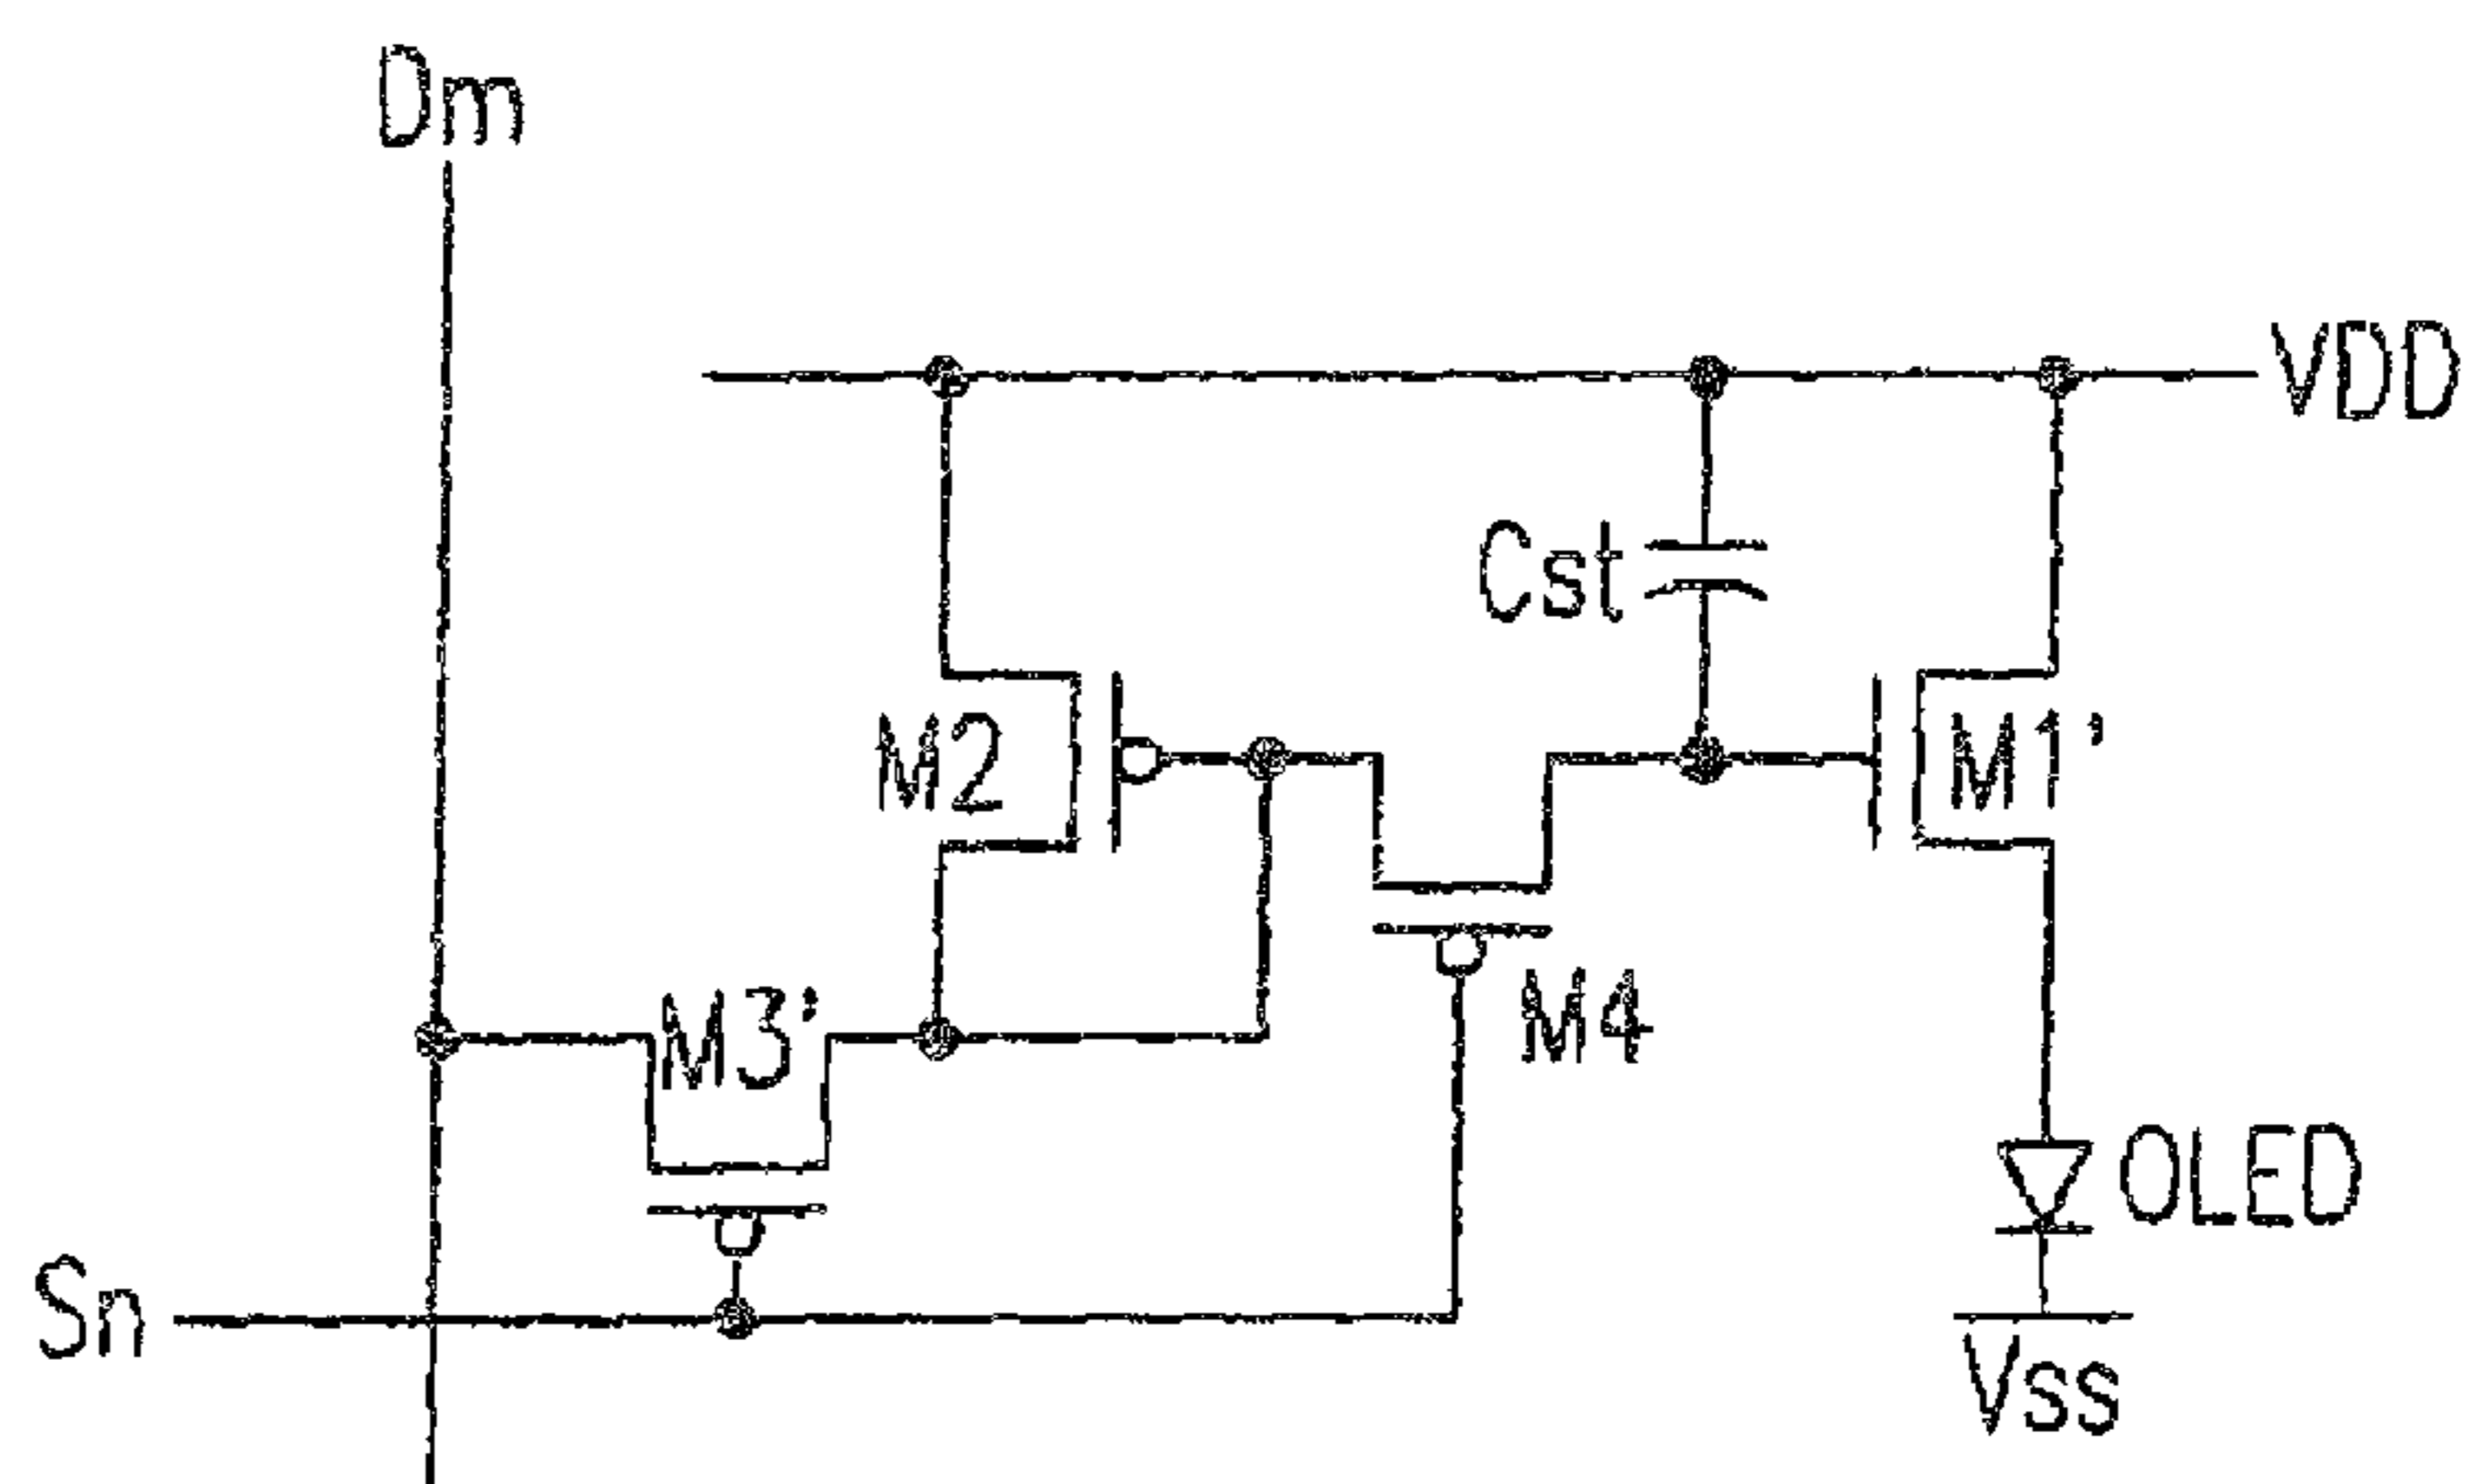 Dm
VDD
Cst
M2
M1'
M3'
M4
OLED
Sn
Vss